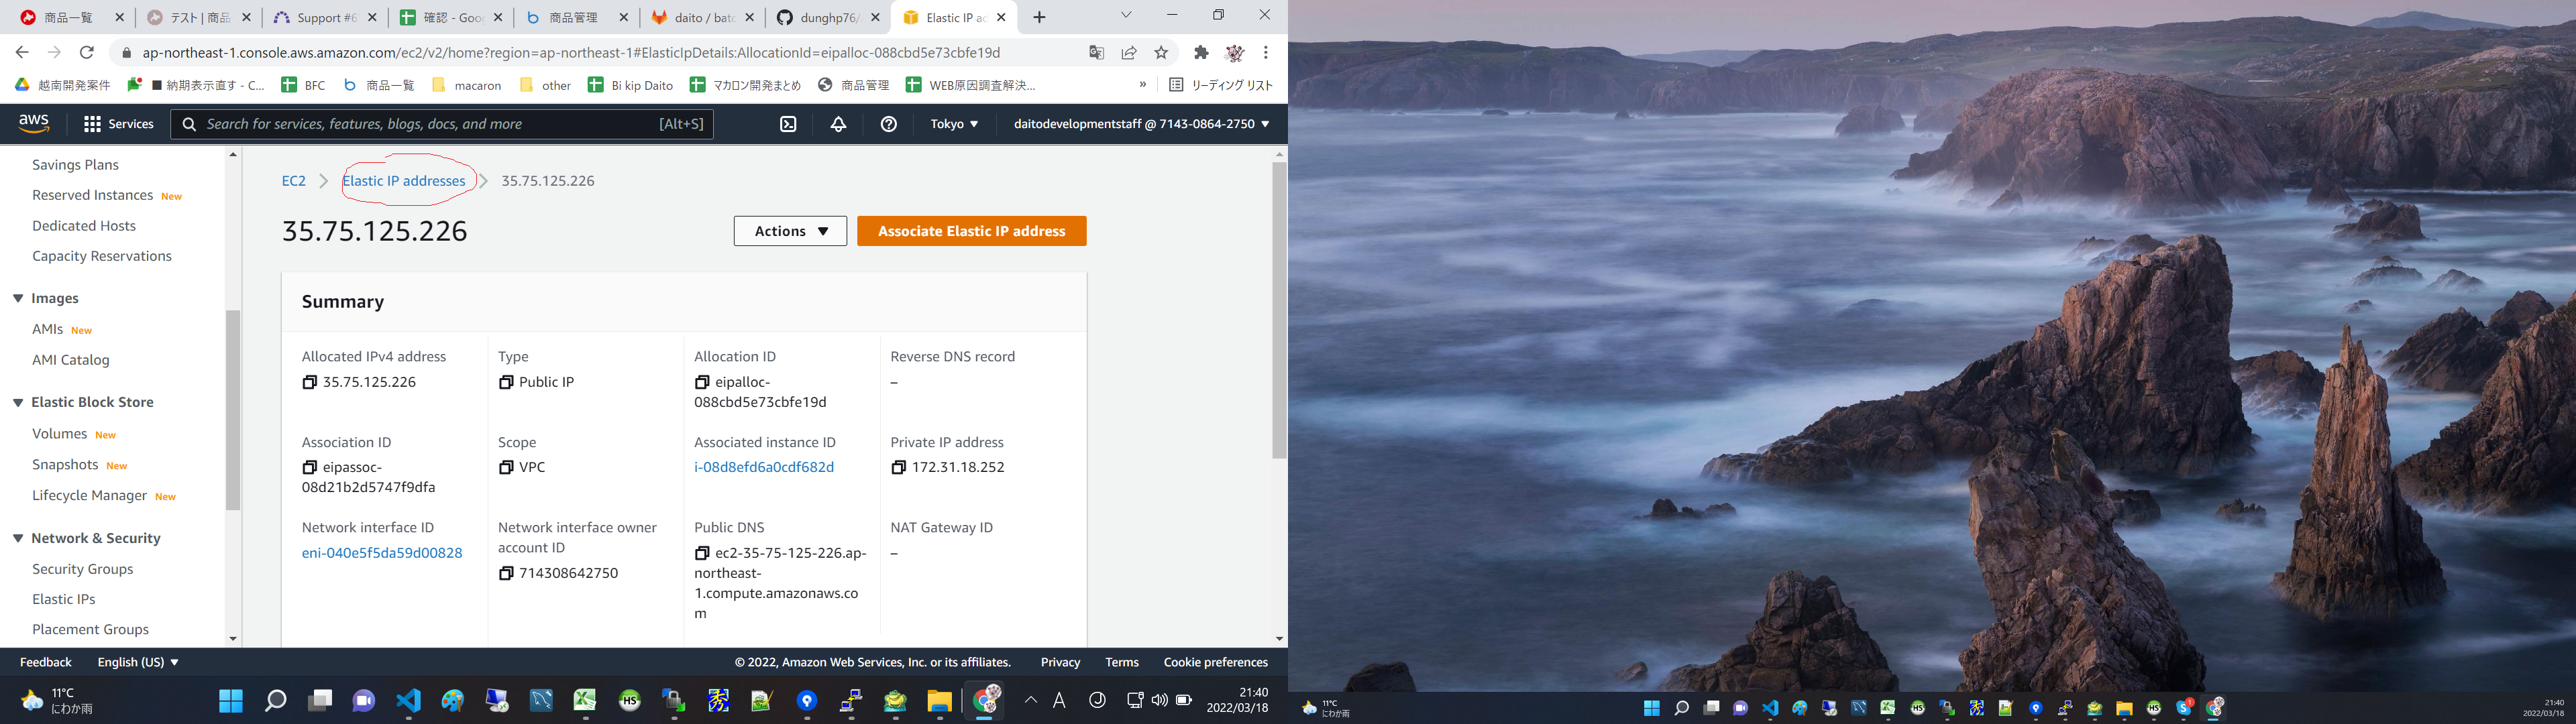 商品一覧
テスト | 商品
Support #6
確認 - Goog
商品管理
daito / batc
dunghp76/
Elastic IP ad
ap-northeast-1.console.aws.amazon.com/ec2/v2/home?region=ap-northeast-1#ElasticIpDetails:AllocationId=eipalloc-088cbd5e73cbfe19d
越南開発案件
■ 納期表示直す - C...
BFC
商品一覧
macaron
other
Bi kip Daito
マカロン開発まとめ
商品管理
WEB原因調査解決...
»
リーディング リスト
aws
Services
Search for services, features, blogs, docs, and more
[Alt+S]
Tokyo
daitodevelopmentstaff @ 7143-0864-2750
Savings Plans
Reserved Instances New
Dedicated Hosts
Capacity Reservations
Images
AMIs New
AMI Catalog
Elastic Block Store
Volumes New
Snapshots New
Lifecycle Manager New
Network & Security
Security Groups
Elastic IPs
Placement Groups
EC2
Elastic IP addresses
35.75.125.226
35.75.125.226
Actions
Associate Elastic IP address
Summary
Allocated IPv4 address
35.75.125.226
Type
Public IP
Allocation ID
eipalloc-
088cbd5e73cbfe19d
Reverse DNS record
–
Association ID
eipassoc-
08d21b2d5747f9dfa
Scope
VPC
Associated instance ID
i-08d8efd6a0cdf682d
Private IP address
172.31.18.252
Network interface ID
eni-040e5f5da59d00828
Network interface owner
account ID
714308642750
Public DNS
ec2-35-75-125-226.ap-
northeast-
1.compute.amazonaws.co
m
NAT Gateway ID
–
Feedback
English (US)
© 2022, Amazon Web Services, Inc. or its affiliates.
Privacy
Terms
Cookie preferences
11°C
にわか雨
HS
秀
A
21:40
2022/03/18
11°C
にわか雨
HS
秀
HS
S
1
21:40
2022/03/18